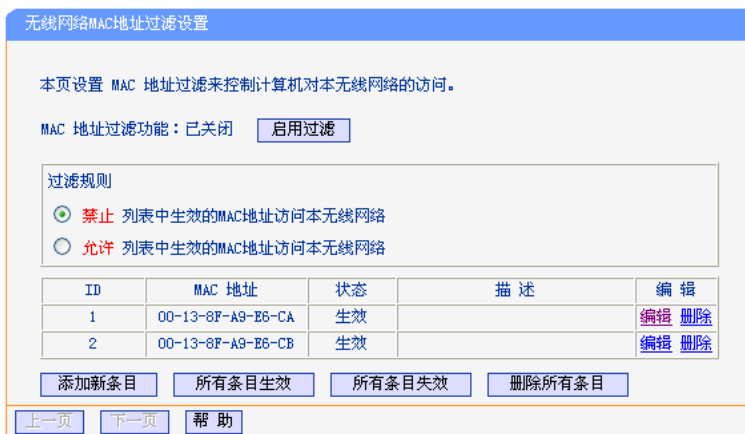 无线网络MAC地址过滤设置
本页设置 MAC 地址过滤来控制计算机对本无线网络的访问。
MAC 地址过滤功能：已关闭 启用过滤
过滤规则
禁止 列表中生效的MAC地址访问本无线网络
允许 列表中生效的MAC地址访问本无线网络
ID MAC 地址 状态 描 述 编 辑
1 00-13-8F-A9-E6-CA 生效 编辑 删除
2 00-13-8F-A9-E6-CB 生效 编辑 删除
添加新条目 所有条目生效 所有条目失效 删除所有条目
上一页 下一页 帮 助